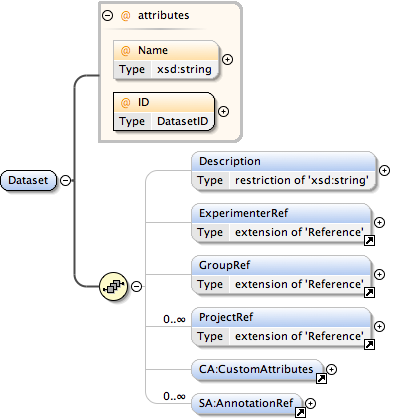 @ attributes
@ Name
Type xsd:string
@ ID
Type DatasetID
Dataset
Description
Type restriction of 'xsd:string'
ExperimenterRef
Type extension of 'Reference'
GroupRef
Type extension of 'Reference'
0..∞
ProjectRef
Type extension of 'Reference'
CA:CustomAttributes
0..∞
SA:AnnotationRef